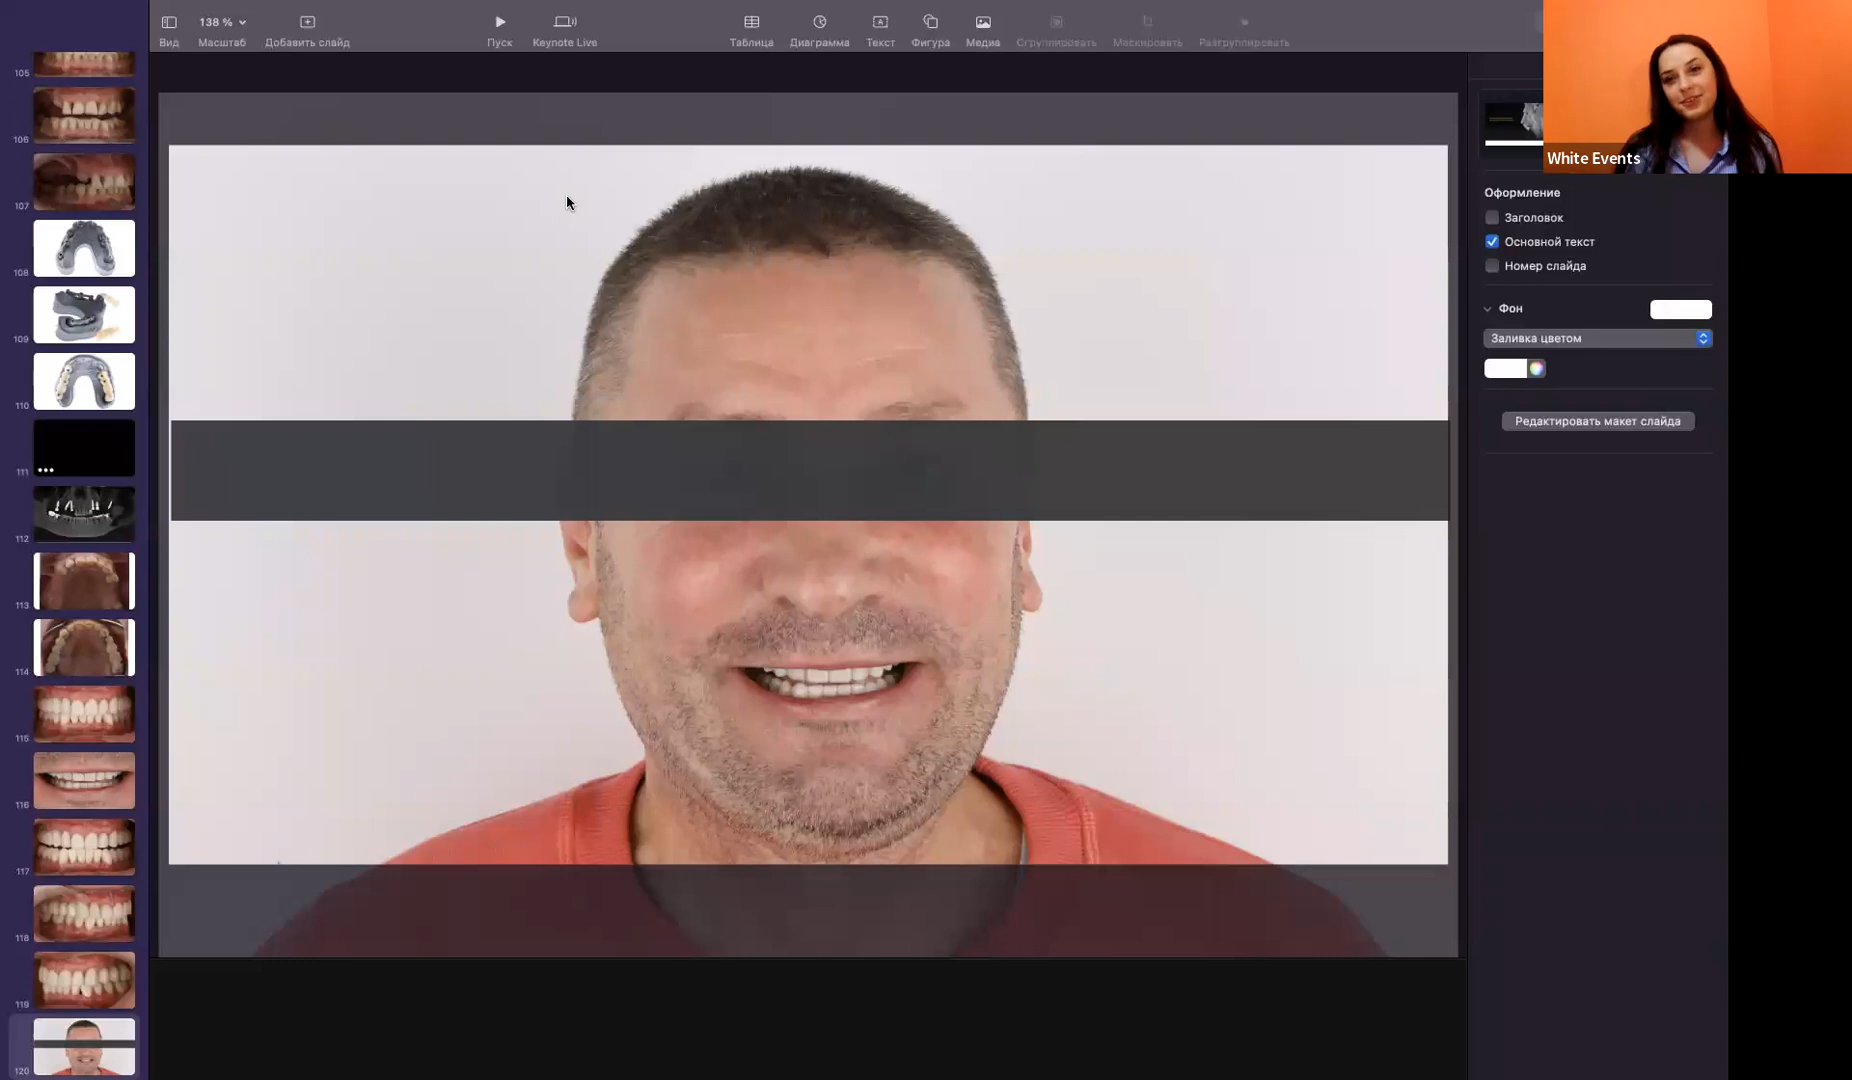 138 %
Вид
Масштаб
Добавить слайд
Пуск
Keynote Live
Таблица
Диаграмма
Текст
Фигура
Медиа
Сгруппировать
Маскировать
Разгруппировать
White Events
105
106
107
108
109
110
111
112
113
114
115
116
117
118
119
120
Оформление
Заголовок
Основной текст
Номер слайда
Фон
Заливка цветом
Редактировать макет слайда